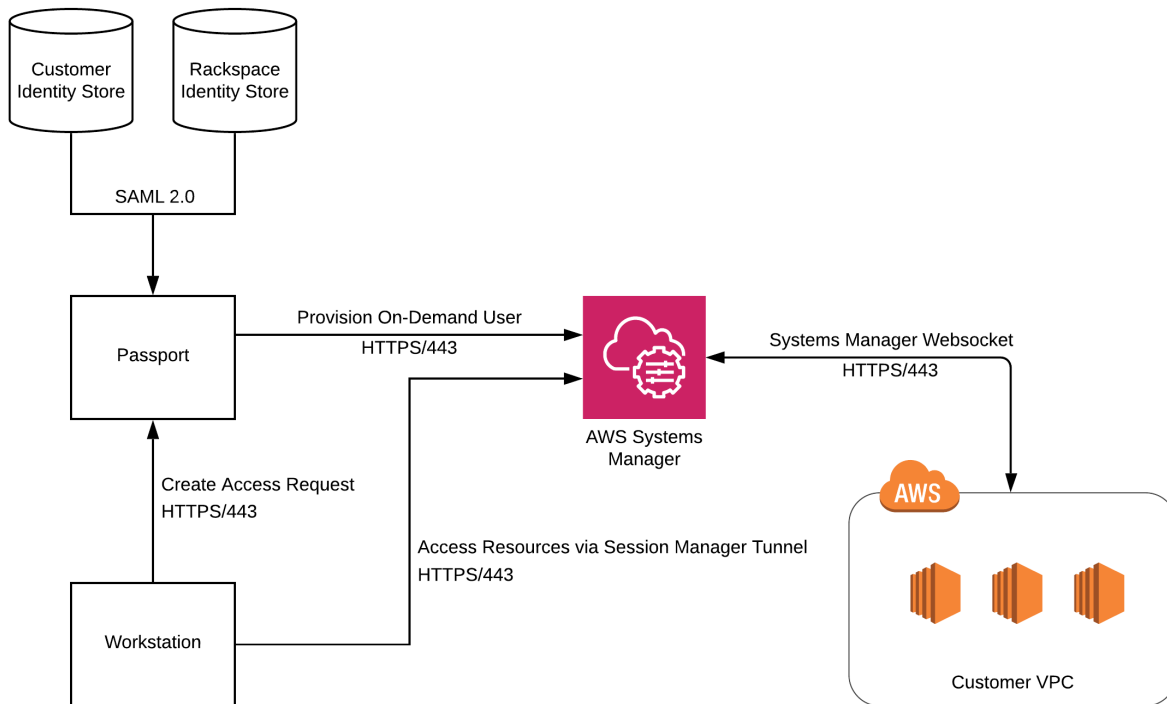 Customer
Identity Store
Rackspace
Identity Store
SAML 2.0
Passport
Provision On-Demand User
HTTPS/443
Systems Manager Websocket
HTTPS/443
AWS Systems
Manager
Create Access Request
HTTPS/443
AWS
Access Resources via Session Manager Tunnel
HTTPS/443
Workstation
Customer VPC